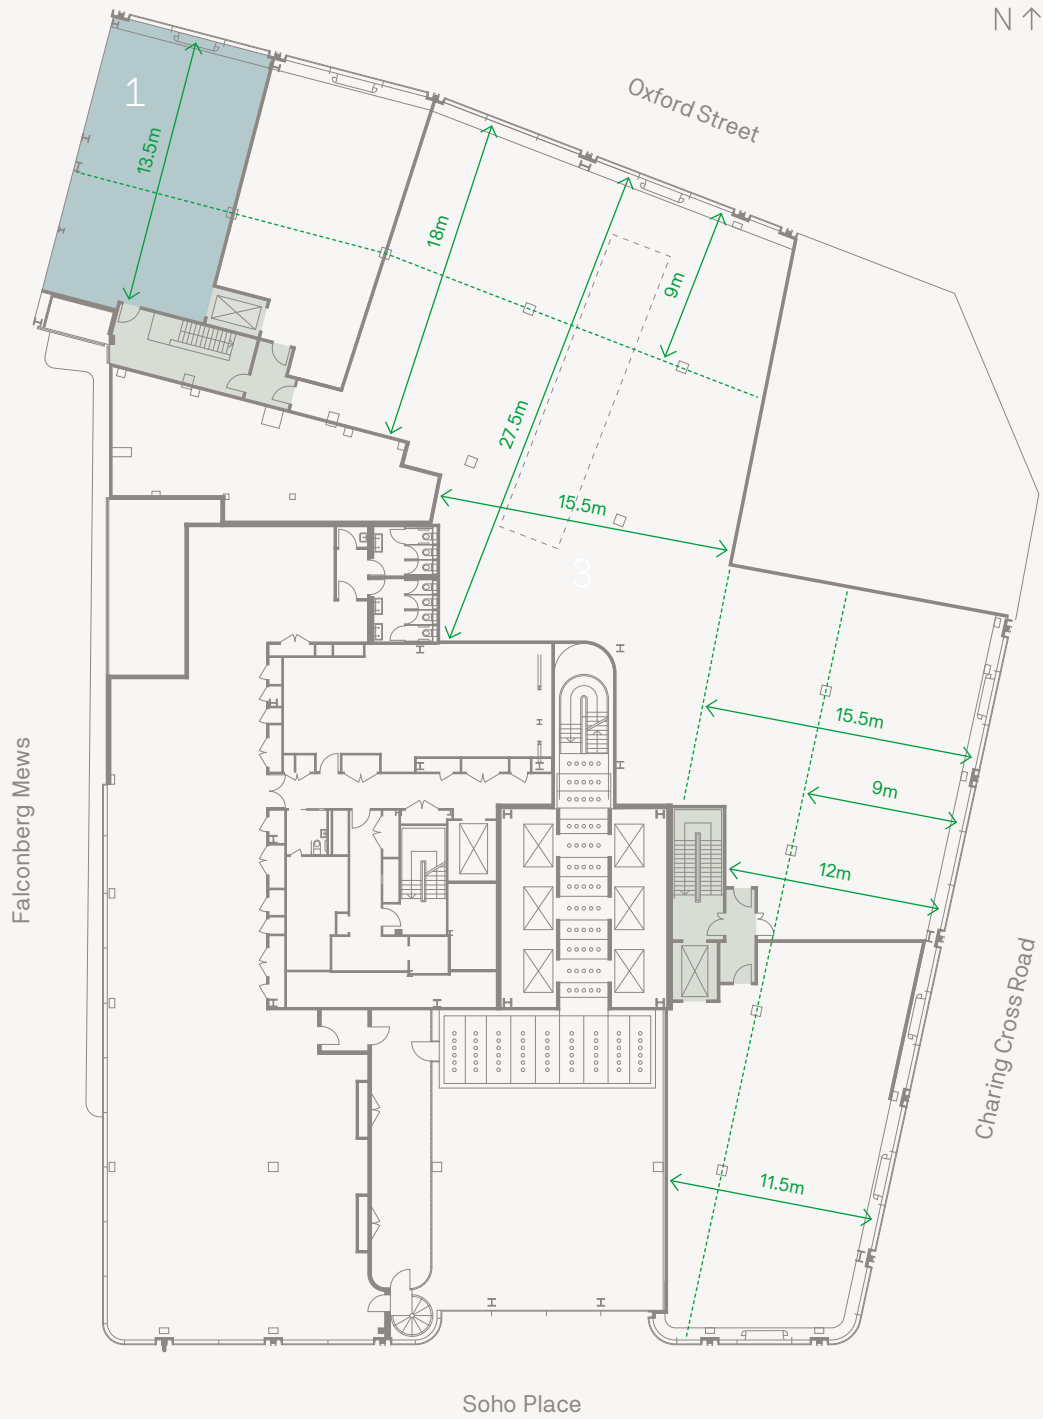 N
Oxford Street
1
13.5m
18m
9m
27.5m
15.5m
3
15.5m
9m
12m
Falconberg Mews
Charing Cross Road
11.5m
Soho Place